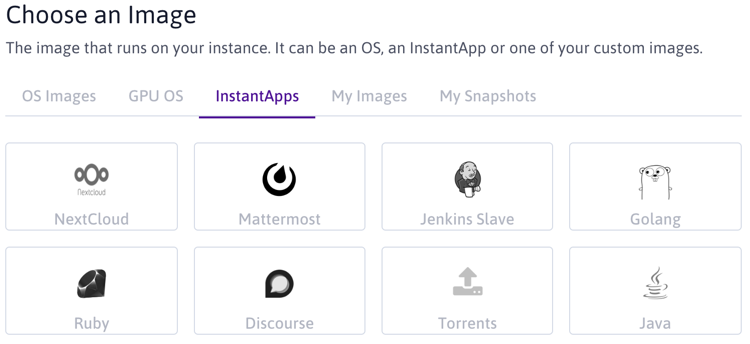 Choose an Image
The image that runs on your instance. It can be an OS, an InstantApp or one of your custom images.
OS Images GPU OS InstantApps My Images My Snapshots
Nextcloud
NextCloud Mattermost Jenkins Slave Golang
Ruby Discourse Torrents Java